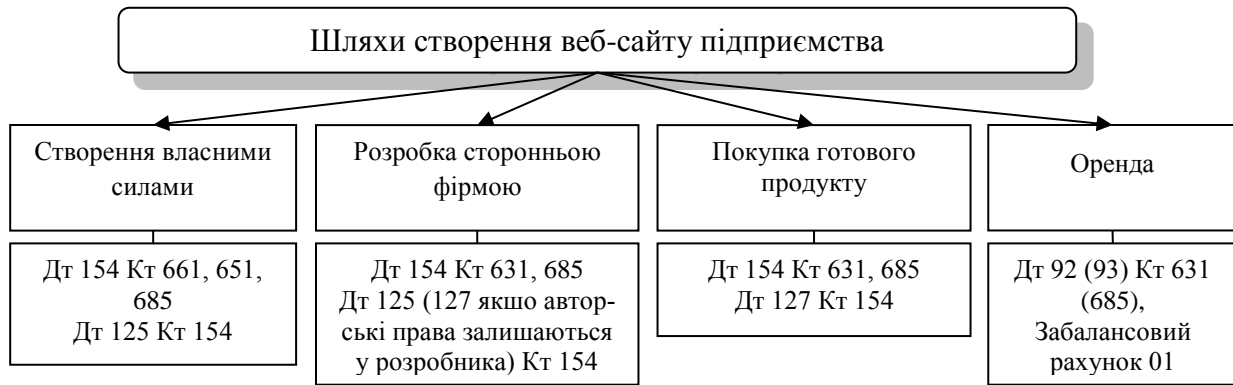 Шляхи створення веб-сайту підприємства
Створення власними
силами
Розробка сторонньою
фірмою
Покупка готового
продукту
Оренда
Дт 154 Кт 661, 651,
685
Дт 125 Кт 154
Дт 154 Кт 631, 685
Дт 125 (127 якшо автор-
ські права залишаються
у розробника) Кт 154
Дт 154 Кт 631, 685
Дт 127 Кт 154
Дт 92 (93) Кт 631
(685),
Забалансовий
рахунок 01